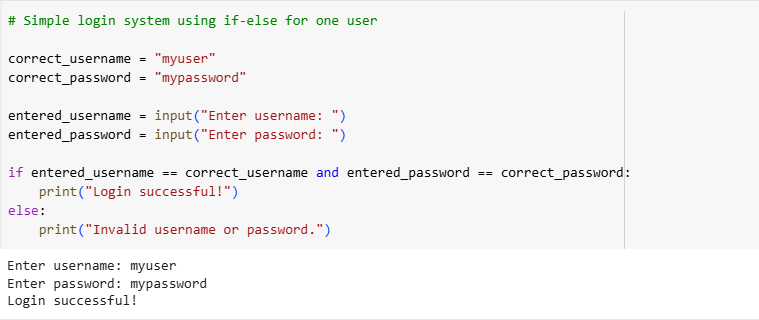 # Simple login system using if-else for one user
correct_username = "myuser"
correct_password = "mypassword"
entered_username = input("Enter username: ")
entered_password = input("Enter password: ")
if entered_username == correct_username and entered_password == correct_password:
    print("Login successful!")
else:
    print("Invalid username or password.")
Enter username: myuser
Enter password: mypassword
Login successful!